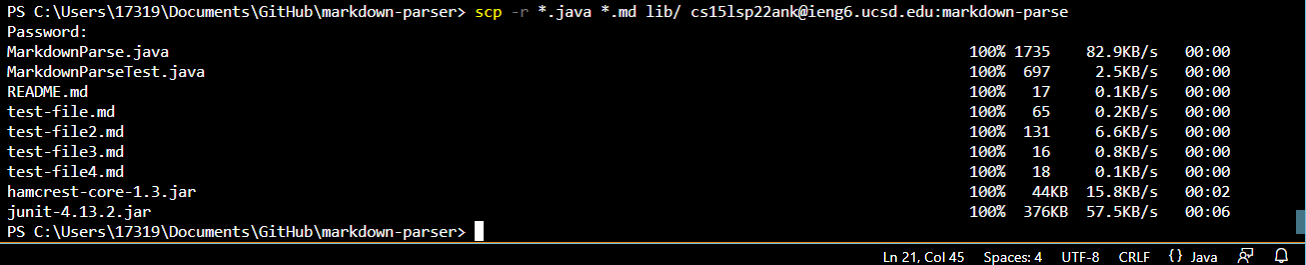 PS C:\Users\17319\Documents\GitHub\markdown-parser> scp -r *.java *.md lib/ cs15lsp22ank@ieng6.ucsd.edu:markdown-parse
Password:
MarkdownParse.java 100% 1735 82.9KB/s 00:00
MarkdownParseTest.java 100% 697 2.5KB/s 00:00
README.md 100% 17 0.1KB/s 00:00
test-file.md 100% 65 0.2KB/s 00:00
test-file2.md 100% 131 6.6KB/s 00:00
test-file3.md 100% 16 0.8KB/s 00:00
test-file4.md 100% 18 0.1KB/s 00:00
hamcrest-core-1.3.jar 100% 44KB 15.8KB/s 00:02
junit-4.13.2.jar 100% 376KB 57.5KB/s 00:06
PS C:\Users\17319\Documents\GitHub\markdown-parser>
Ln 21, Col 45 Spaces: 4 UTF-8 CRLF {} Java